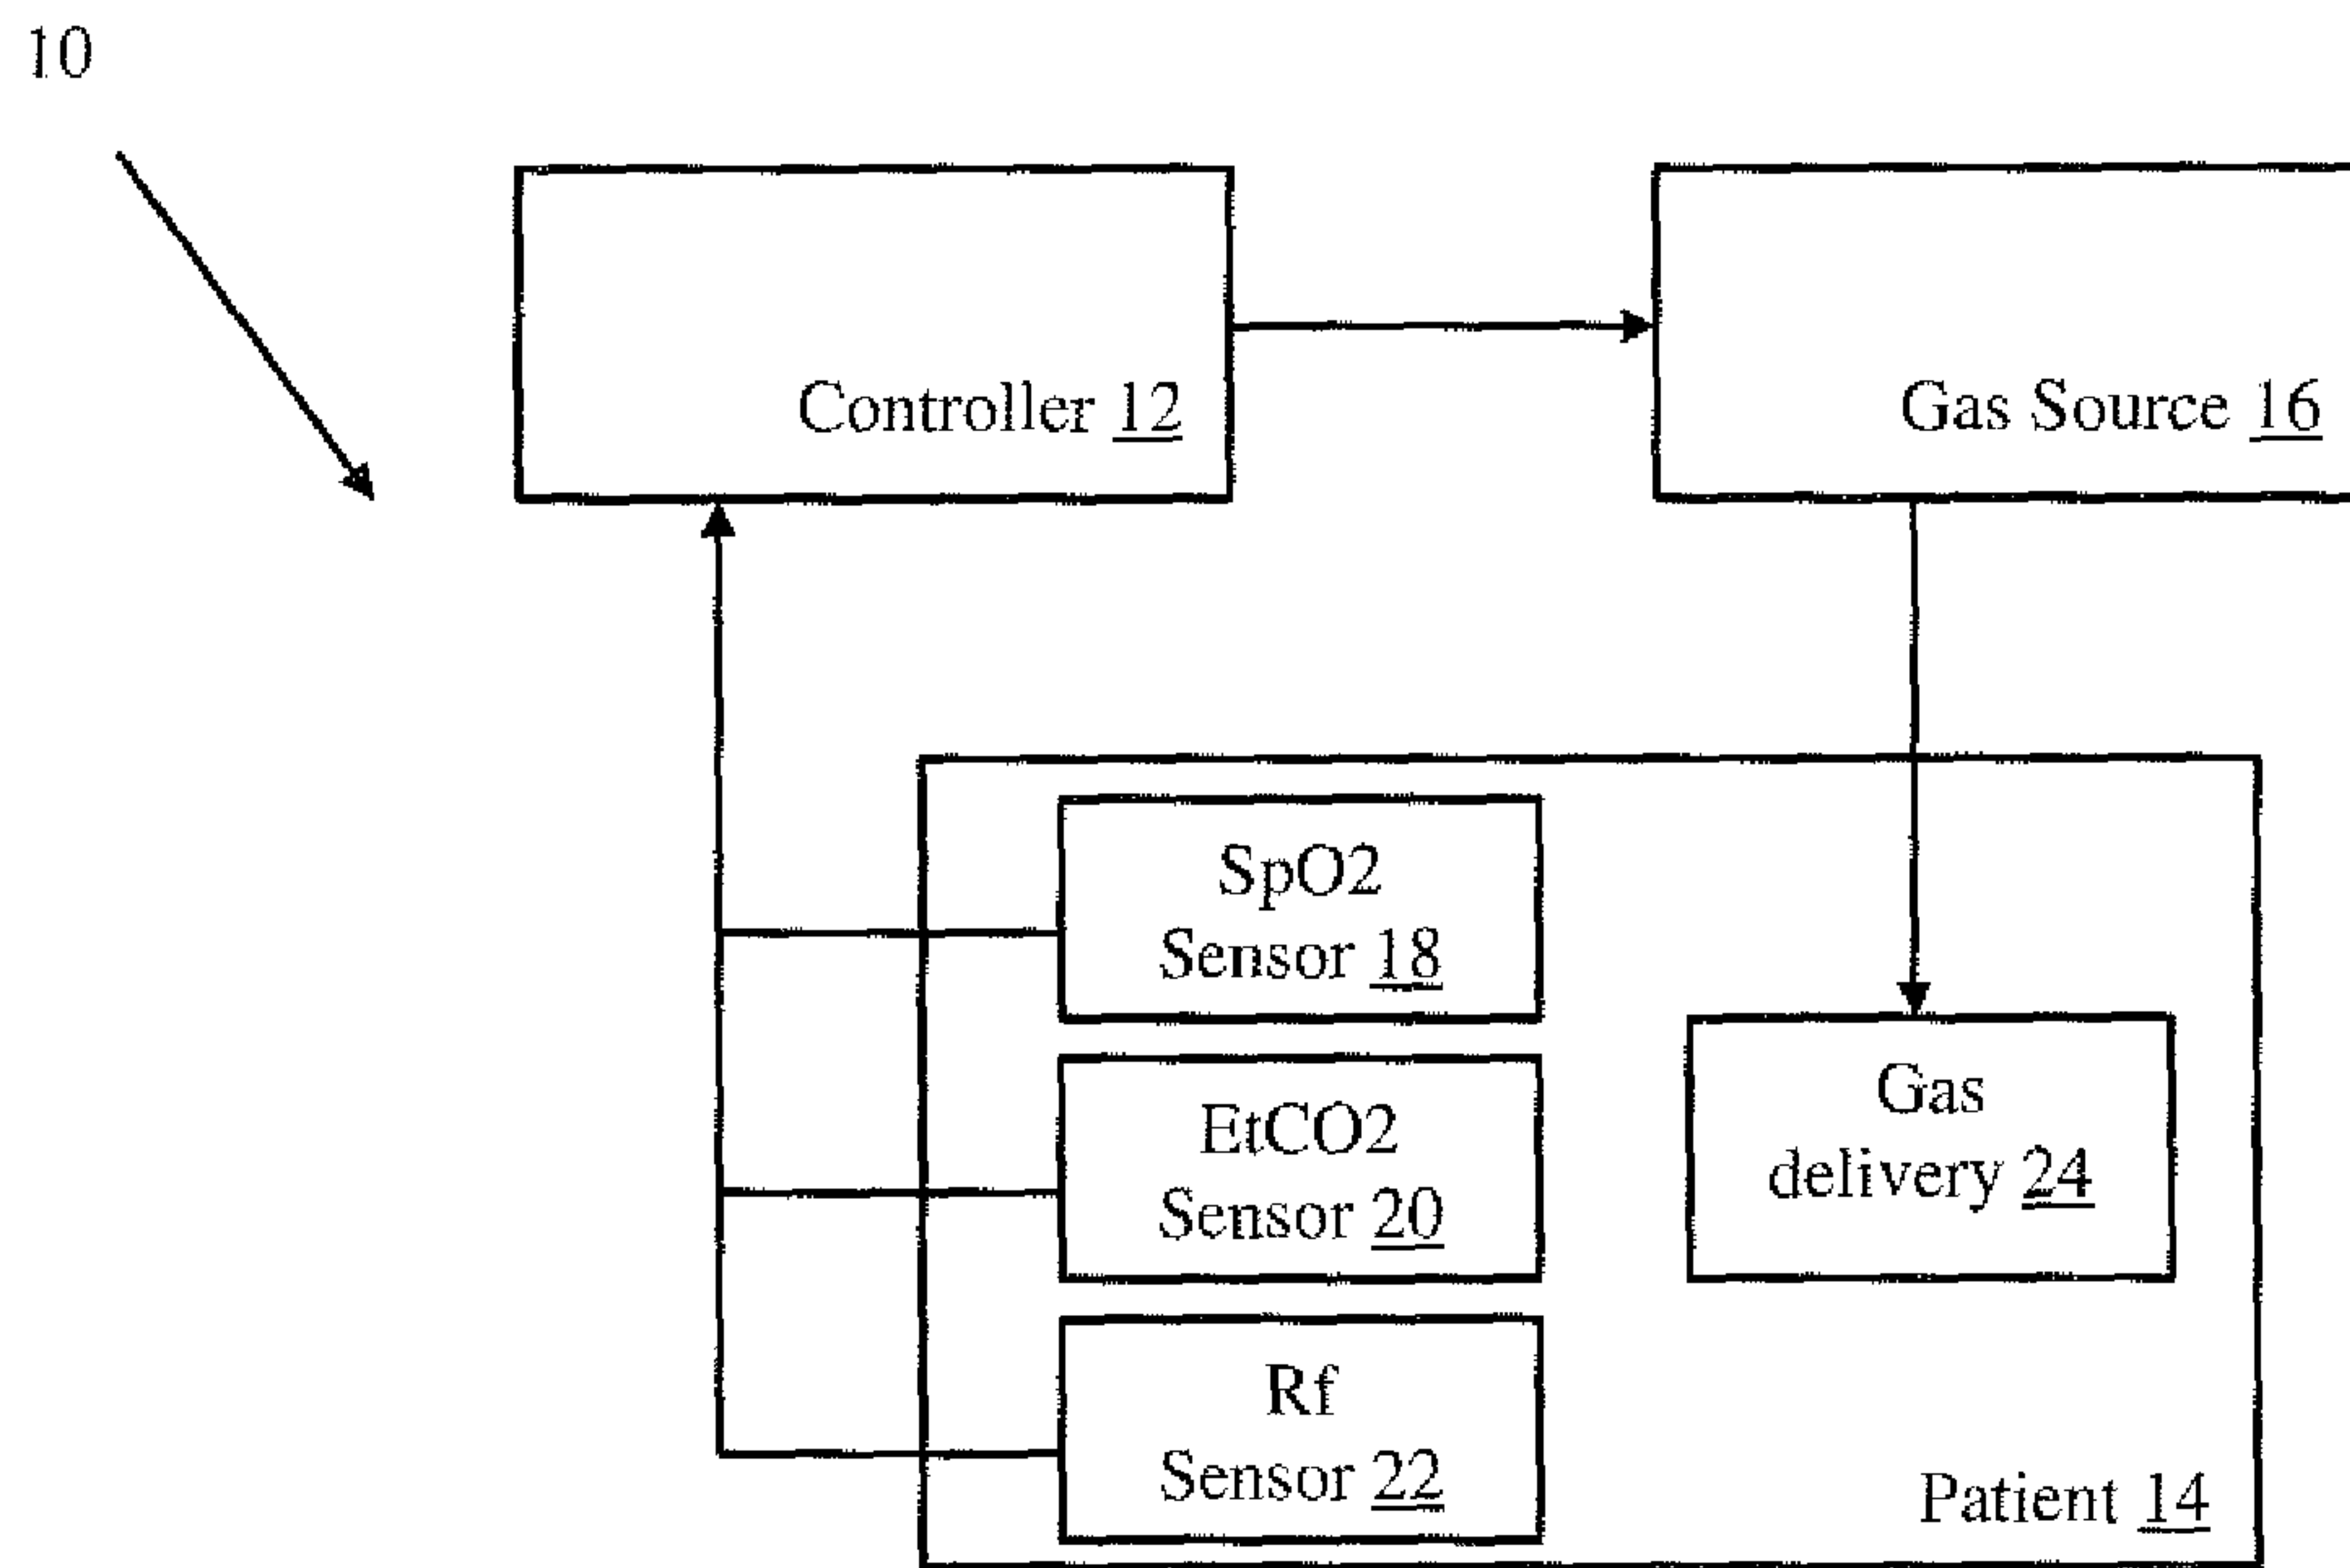 10
Controller 12
Gas Source 16
SpO2
Sensor 18
EtCO2
Sensor 20
Rf
Sensor 22
Gas
delivery 24
Patient 14